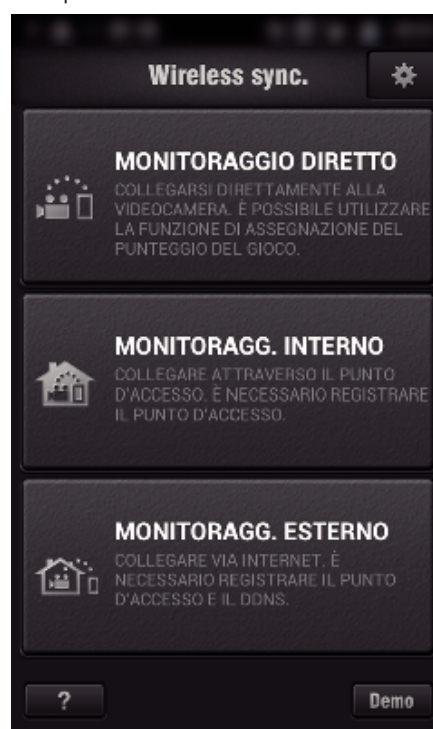 Wireless sync.
MONITORAGGIO DIRETTO
COLLEGARSI DIRETTAMENTE ALLA
VIDEOCAMERA. È POSSIBILE UTILIZZARE
LA FUNZIONE DI ASSEGNAZIONE DEL
PUNTEGGIO DEL GIOCO.
MONITORAGG. INTERNO
COLLEGARE ATTRAVERSO IL PUNTO
D'ACCESSO. È NECESSARIO REGISTRARE
IL PUNTO D'ACCESSO.
MONITORAGG. ESTERNO
COLLEGARE VIA INTERNET. È
NECESSARIO REGISTRARE IL PUNTO
D'ACCESSO E IL DDNS.
?
Demo